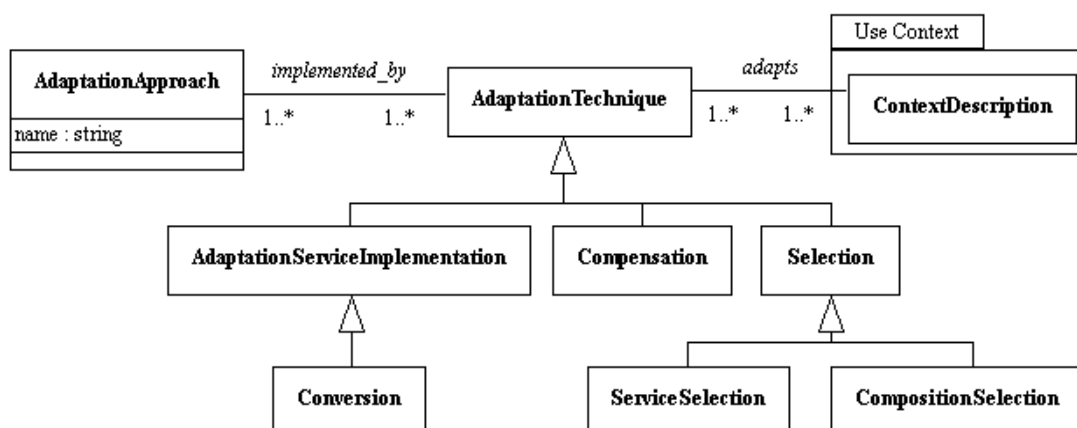 Use Context
AdaptationApproach
name : string
implemented_by
1..*
1..*
AdaptationTechnique
adapts
1..*
1..*
ContextDescription
AdaptationServiceImplementation
Compensation
Selection
Conversion
ServiceSelection
CompositionSelection